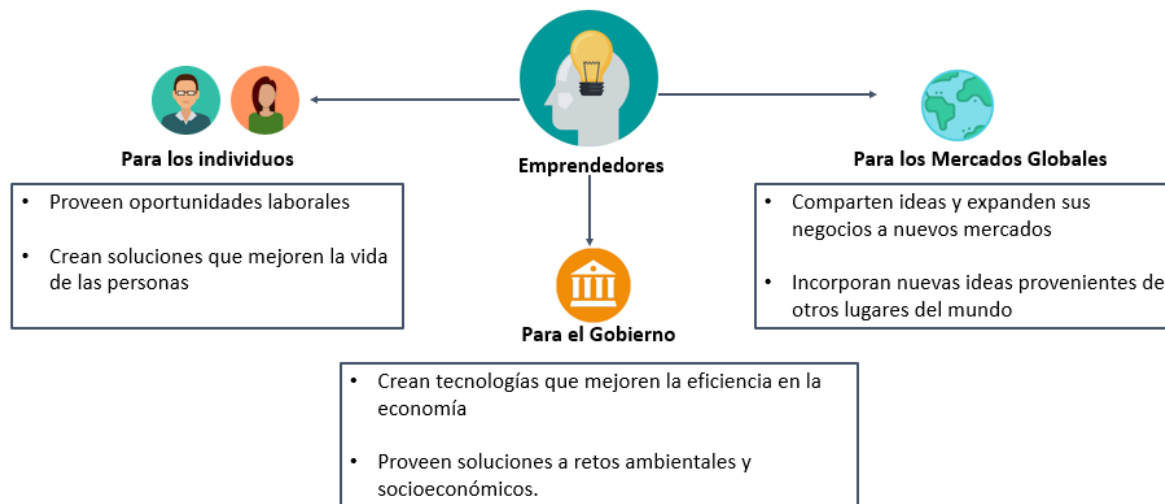 Emprendedores
Para los individuos
• Proveen oportunidades laborales
• Crean soluciones que mejoren la vida
de las personas
Para el Gobierno
• Crean tecnologías que mejoren la eficiencia en la
economía
• Proveen soluciones a retos ambientales y
socioeconómicos.
Para los Mercados Globales
• Comparten ideas y expanden sus
negocios a nuevos mercados
• Incorporan nuevas ideas provenientes de
otros lugares del mundo